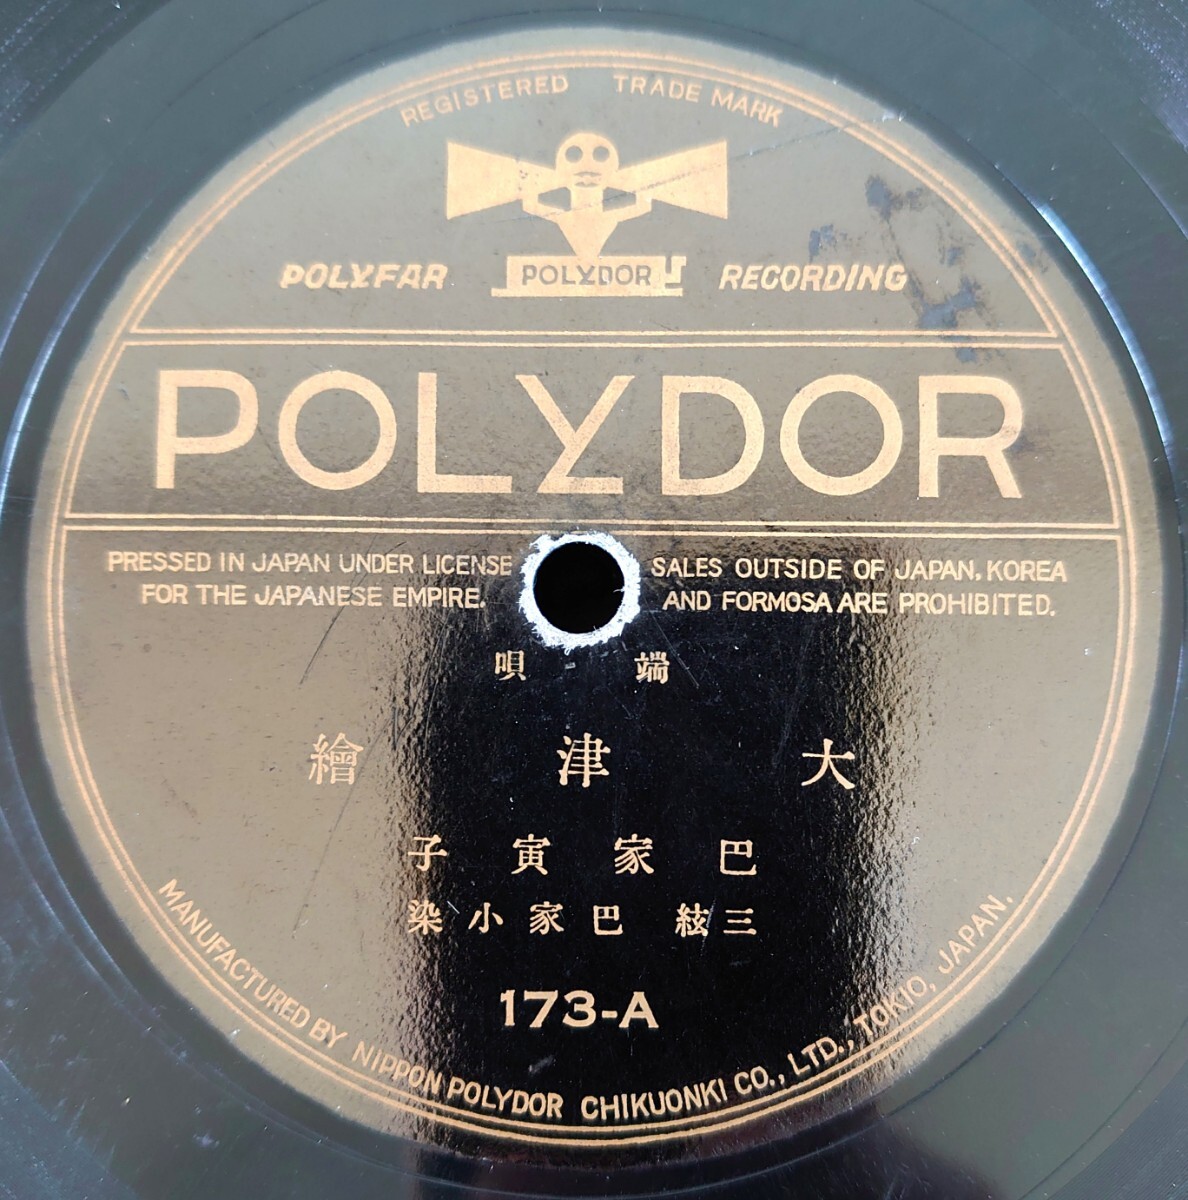 REGISTERED TRADE MARK
POLYFAR POLYDOR RECORDING
POLYDOR
PRESSED IN JAPAN UNDER LICENSE FOR THE JAPANESE EMPIRE.
SALES OUTSIDE OF JAPAN, KOREA AND FORMOSA ARE PROHIBITED.
端唄
大津繪
巴家寅子
三絃 巴家小染
173-A
MANUFACTURED BY NIPPON POLYDOR CHIKUONKI CO., LTD., TOKIO, JAPAN.